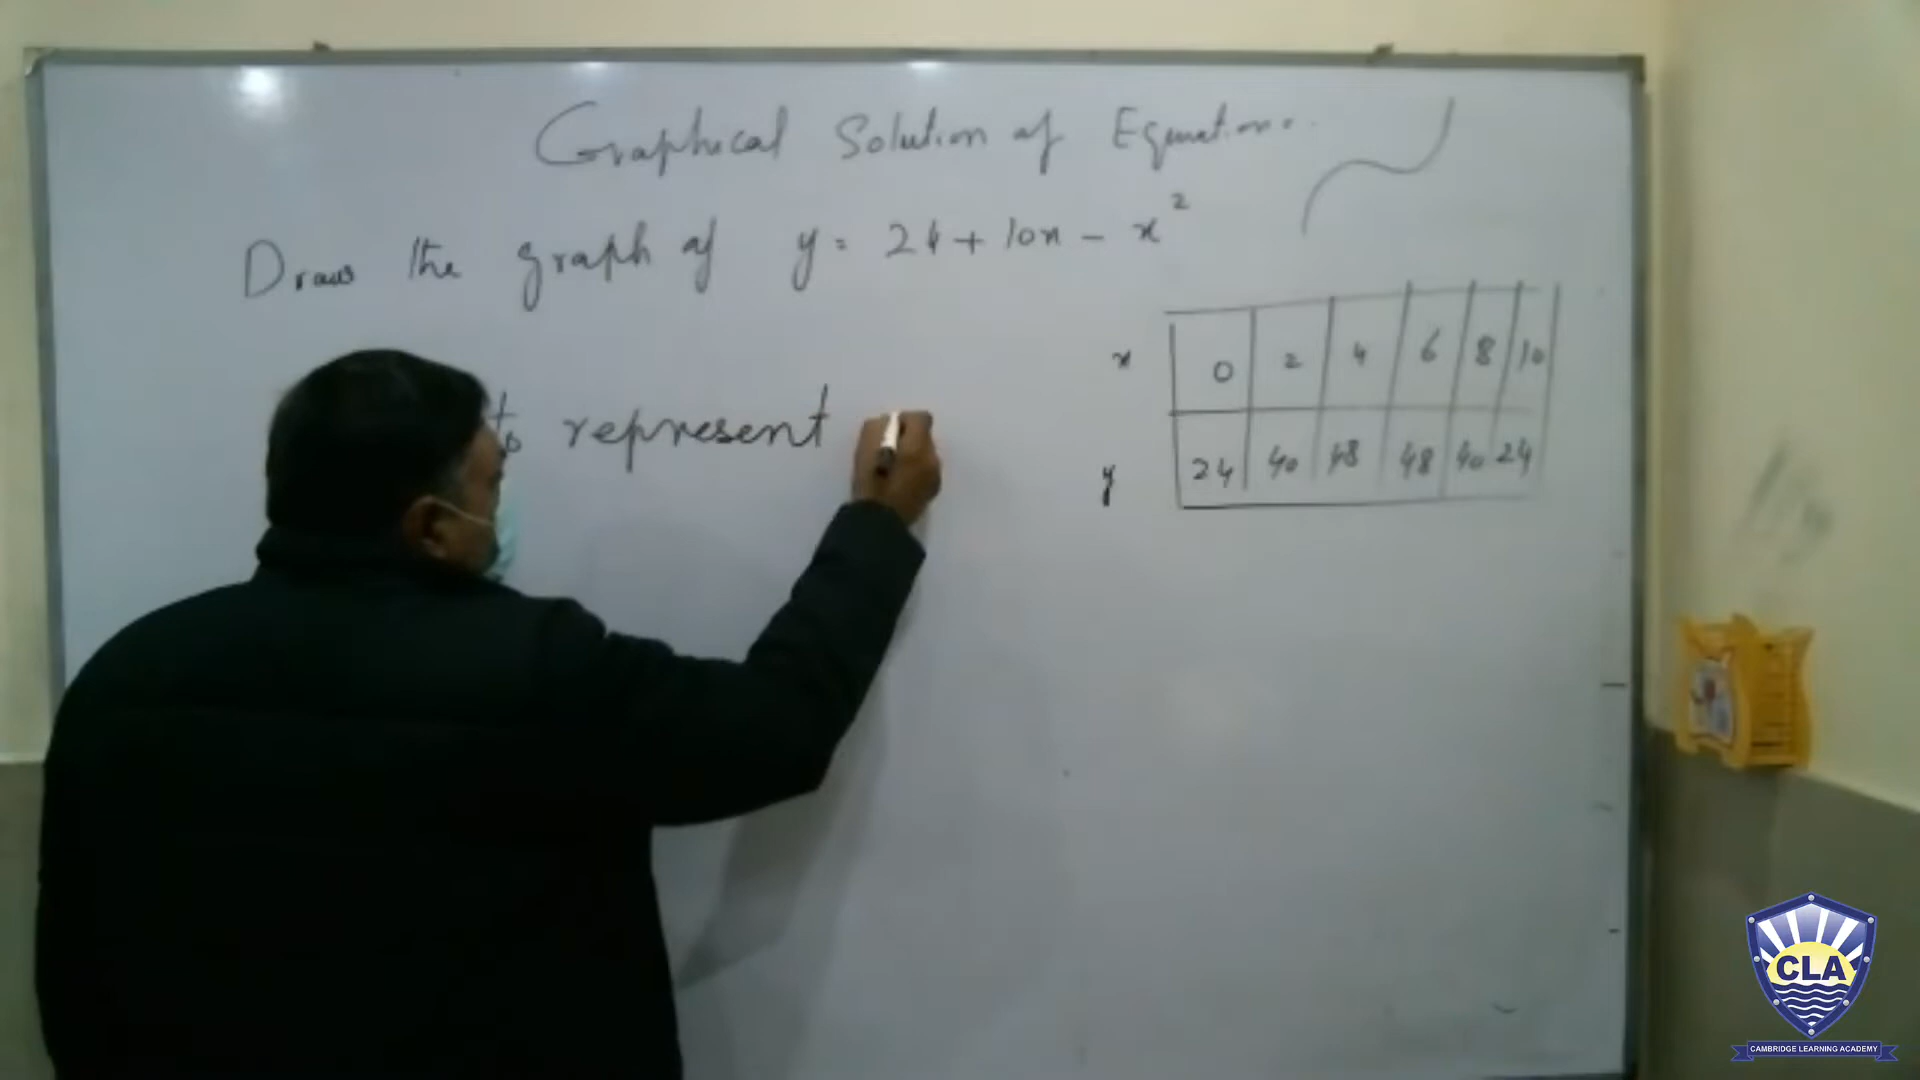 Graphical Solution of Equation.
Draw the graph of y = 24 + 10x - x²
x 0 2 4 6 8 10
to represent
y 24 40 48 48 40 24
CLA
CAMBRIDGE LEARNING ACADEMY